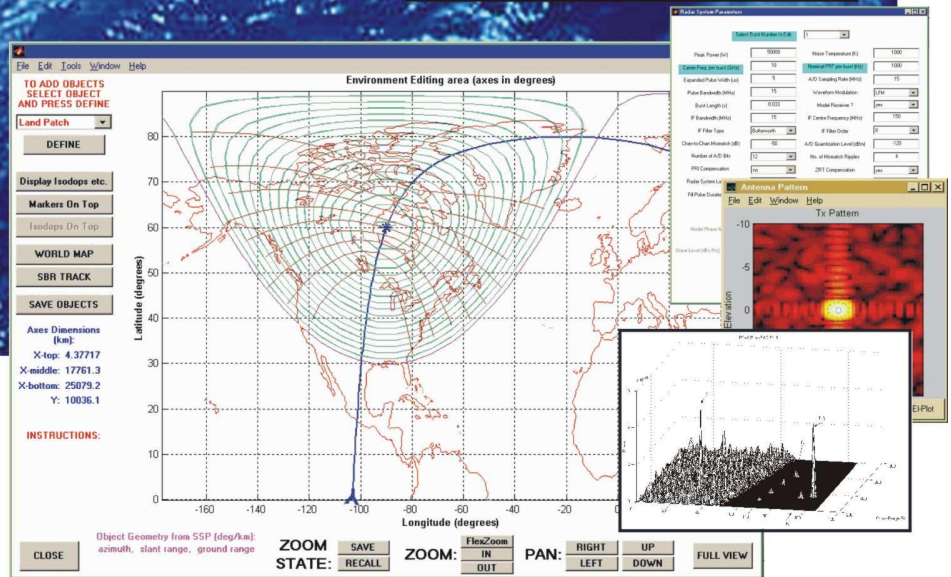 File Edit Tools Window Help
TO ADD OBJECTS
SELECT OBJECT
AND PRESS DEFINE
Land Patch
DEFINE
Display Isodops etc.
Markers On Top
Isodops On Top
WORLD MAP
SBR TRACK
SAVE OBJECTS
Axes Dimensions
(km):
X-top: 4.37717
X-middle: 17761.3
X-bottom: 25079.2
Y: 10036.1
INSTRUCTIONS:
Environment Editing area (axes in degrees)
Latitude (degrees)
80
70
60
50
40
30
20
10
0
-160 -140 -120 -100 -80 -60 -40 -20
Longitude (degrees)
Object Geometry from SSP (deg/km):
azimuth, slant range, ground range
CLOSE
ZOOM STATE:
SAVE
RECALL
ZOOM:
FlexZoom
IN
OUT
PAN:
RIGHT
LEFT
UP
DOWN
FULL VIEW
Radar System Parameters
Select Burst Number to Edit 1
Peak Power (W) 50000 Noise Temperature (K) 1000
Carrier Freq. per burst (GHz) 10 Nominal PRF per burst (Hz) 1000
Expanded Pulse Width (us) 5 A/D Sampling Rate (MHz) 15
Pulse Bandwidth (MHz) 15 Waveform Modulation LFM
Burst Length (s) 0.033 Model Receiver ? yes
IF Bandwidth (MHz) 15 IF Centre Frequency (MHz) 150
IF Filter Type Butterworth IF Filter Order 8
Chan-to-Chan Mismatch (dB) -60 A/D Quantization Level (dBm) -120
Number of A/D Bits 12 No. of Mismatch Ripples 4
PRI Compensation no ZRT Compensation yes
Radar System
Antenna Pattern
File Edit Window Help
Tx Pattern
Elevation
-10
-5
0
El-Plot